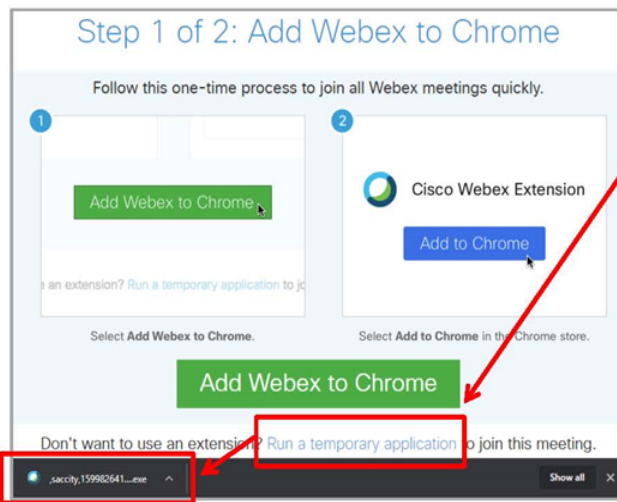 Step 1 of 2: Add Webex to Chrome
Follow this one-time process to join all Webex meetings quickly.
1
Add Webex to Chrome
an extension? Run a temporary application to
Select Add Webex to Chrome.
2
Cisco Webex Extension
Add to Chrome
Select Add to Chrome in the Chrome store.
Add Webex to Chrome
Don't want to use an extension? Run a temporary application to join this meeting.
,saccity,159982641....exe
Show all X